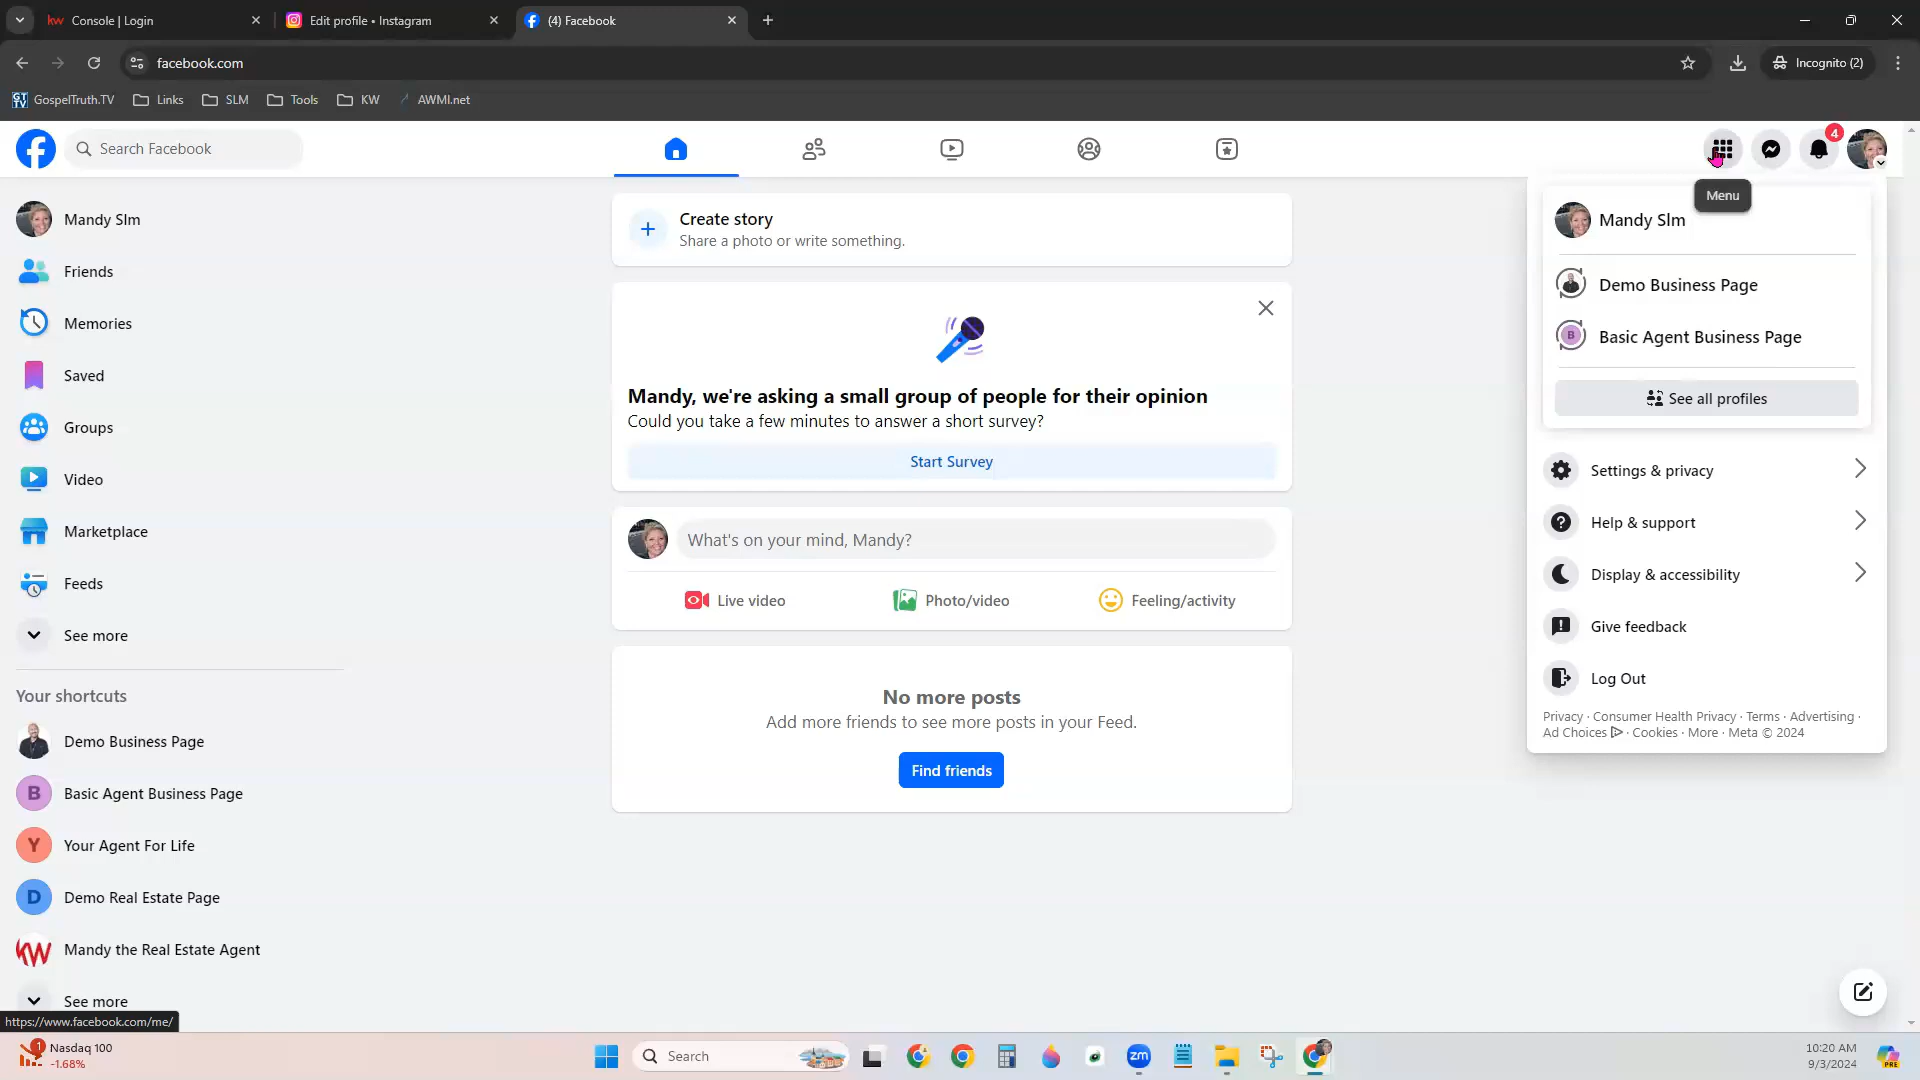 Console | Login
Edit profile • Instagram
(4) Facebook
facebook.com
Incognito (2)
GospelTruth.TV
Links
SLM
Tools
KW
AWMI.net
Search Facebook
4
Menu
Mandy Slm
Friends
Memories
Saved
Groups
Video
Marketplace
Feeds
See more
Your shortcuts
Demo Business Page
B
Basic Agent Business Page
Y
Your Agent For Life
D
Demo Real Estate Page
kw
Mandy the Real Estate Agent
See more
https://www.facebook.com/me/
Create story
Share a photo or write something.
Mandy, we're asking a small group of people for their opinion
Could you take a few minutes to answer a short survey?
Start Survey
What's on your mind, Mandy?
Live video
Photo/video
Feeling/activity
No more posts
Add more friends to see more posts in your Feed.
Find friends
Mandy Slm
Demo Business Page
B
Basic Agent Business Page
See all profiles
Settings & privacy
Help & support
Display & accessibility
Give feedback
Log Out
Privacy · Consumer Health Privacy · Terms · Advertising ·
Ad Choices · Cookies · More · Meta © 2024
1
Nasdaq 100
-1.68%
Search
zm
10:20 AM
9/3/2024
PRE